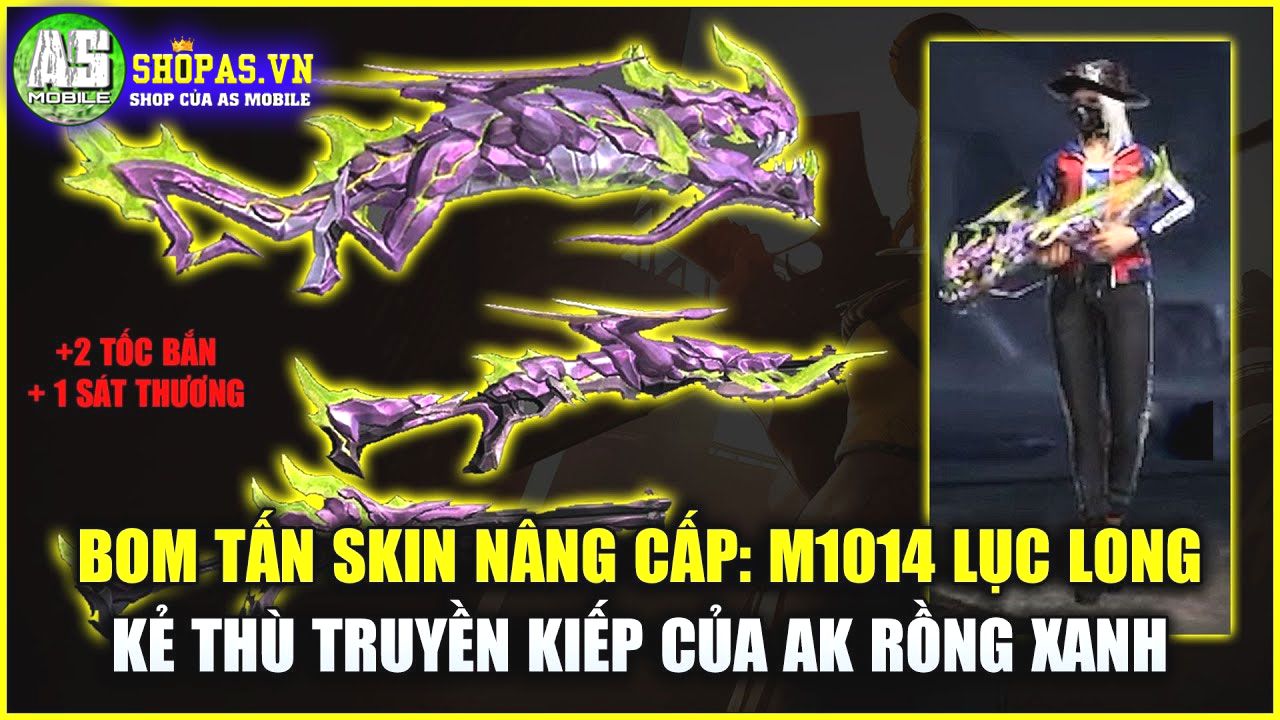 AS
MOBILE
SHOPAS.VN
SHOP CỦA AS MOBILE
+2 TỐC BẮN
+ 1 SÁT THƯƠNG
BOM TẤN SKIN NÂNG CẤP: M1014 LỤC LONG
KẺ THÙ TRUYỀN KIẾP CỦA AK RỒNG XANH